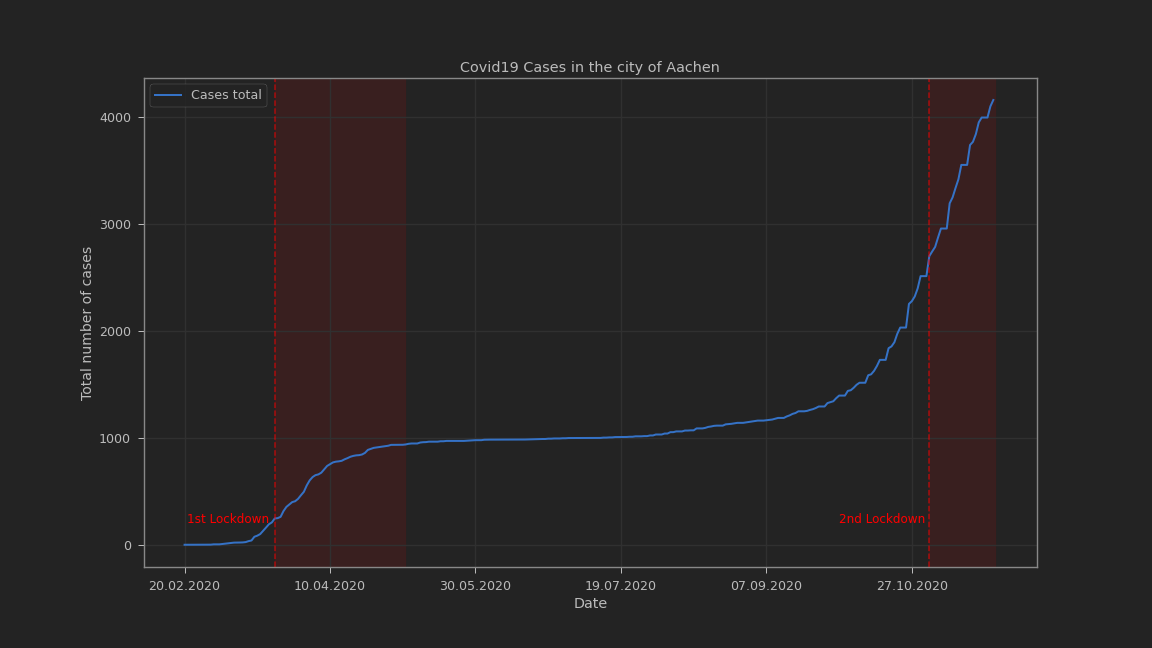 Covid19 Cases in the city of Aachen
Cases total
4000
3000
2000
1000
0
Total number of cases
1st Lockdown
2nd Lockdown
20.02.2020 10.04.2020 30.05.2020 19.07.2020 07.09.2020 27.10.2020
Date